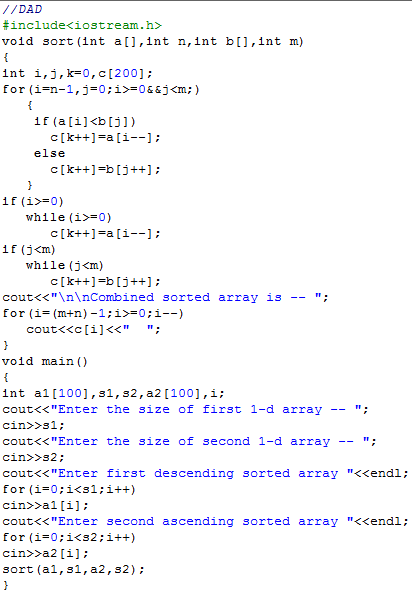 //DAD
#include<iostream.h>
void sort(int a[],int n,int b[],int m)
{
int i,j,k=0,c[200];
for(i=n-1,j=0;i>=0&&j<m;)
{
if(a[i]<b[j])
c[k++]=a[i--];
else
c[k++]=b[j++];
}
if(i>=0)
while(i>=0)
c[k++]=a[i--];
if(j<m)
while(j<m)
c[k++]=b[j++];
cout<<"\n\nCombined sorted array is -- ";
for(i=(m+n)-1;i>=0;i--)
cout<<c[i]<<"  ";
}
void main()
{
int a1[100],s1,s2,a2[100],i;
cout<<"Enter the size of first 1-d array -- ";
cin>>s1;
cout<<"Enter the size of second 1-d array -- ";
cin>>s2;
cout<<"Enter first descending sorted array "<<endl;
for(i=0;i<s1;i++)
cin>>a1[i];
cout<<"Enter second ascending sorted array "<<endl;
for(i=0;i<s2;i++)
cin>>a2[i];
sort(a1,s1,a2,s2);
}